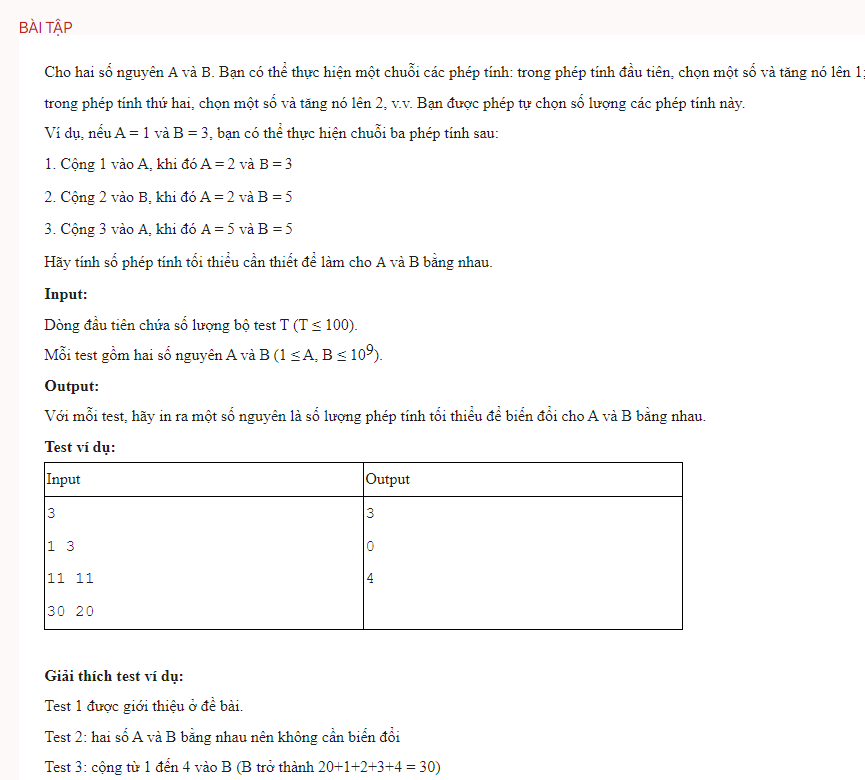 BÀI TẬP
Cho hai số nguyên A và B. Bạn có thể thực hiện một chuỗi các phép tính: trong phép tính đầu tiên, chọn một số và tăng nó lên 1;
trong phép tính thứ hai, chọn một số và tăng nó lên 2, v.v. Bạn được phép tự chọn số lượng các phép tính này.
Ví dụ, nếu A = 1 và B = 3, bạn có thể thực hiện chuỗi ba phép tính sau:
1. Cộng 1 vào A, khi đó A = 2 và B = 3
2. Cộng 2 vào B, khi đó A = 2 và B = 5
3. Cộng 3 vào A, khi đó A = 5 và B = 5
Hãy tính số phép tính tối thiểu cần thiết để làm cho A và B bằng nhau.
Input:
Dòng đầu tiên chứa số lượng bộ test T (T ≤ 100).
Mỗi test gồm hai số nguyên A và B (1 ≤ A, B ≤ 10⁹).
Output:
Với mỗi test, hãy in ra một số nguyên là số lượng phép tính tối thiểu để biến đổi cho A và B bằng nhau.
Test ví dụ:
Input Output
3 3
1 3 0
11 11 4
30 20
Giải thích test ví dụ:
Test 1 được giới thiệu ở đề bài.
Test 2: hai số A và B bằng nhau nên không cần biến đổi
Test 3: cộng từ 1 đến 4 vào B (B trở thành 20+1+2+3+4 = 30)